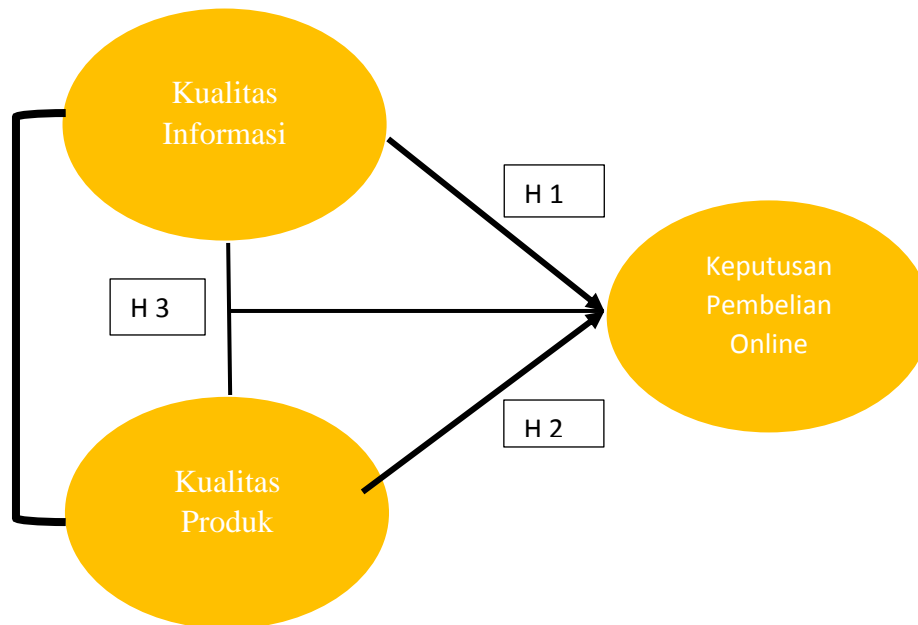 Kualitas
Informasi
H 1
Keputusan
Pembelian
Online
H 3
H 2
Kualitas
Produk